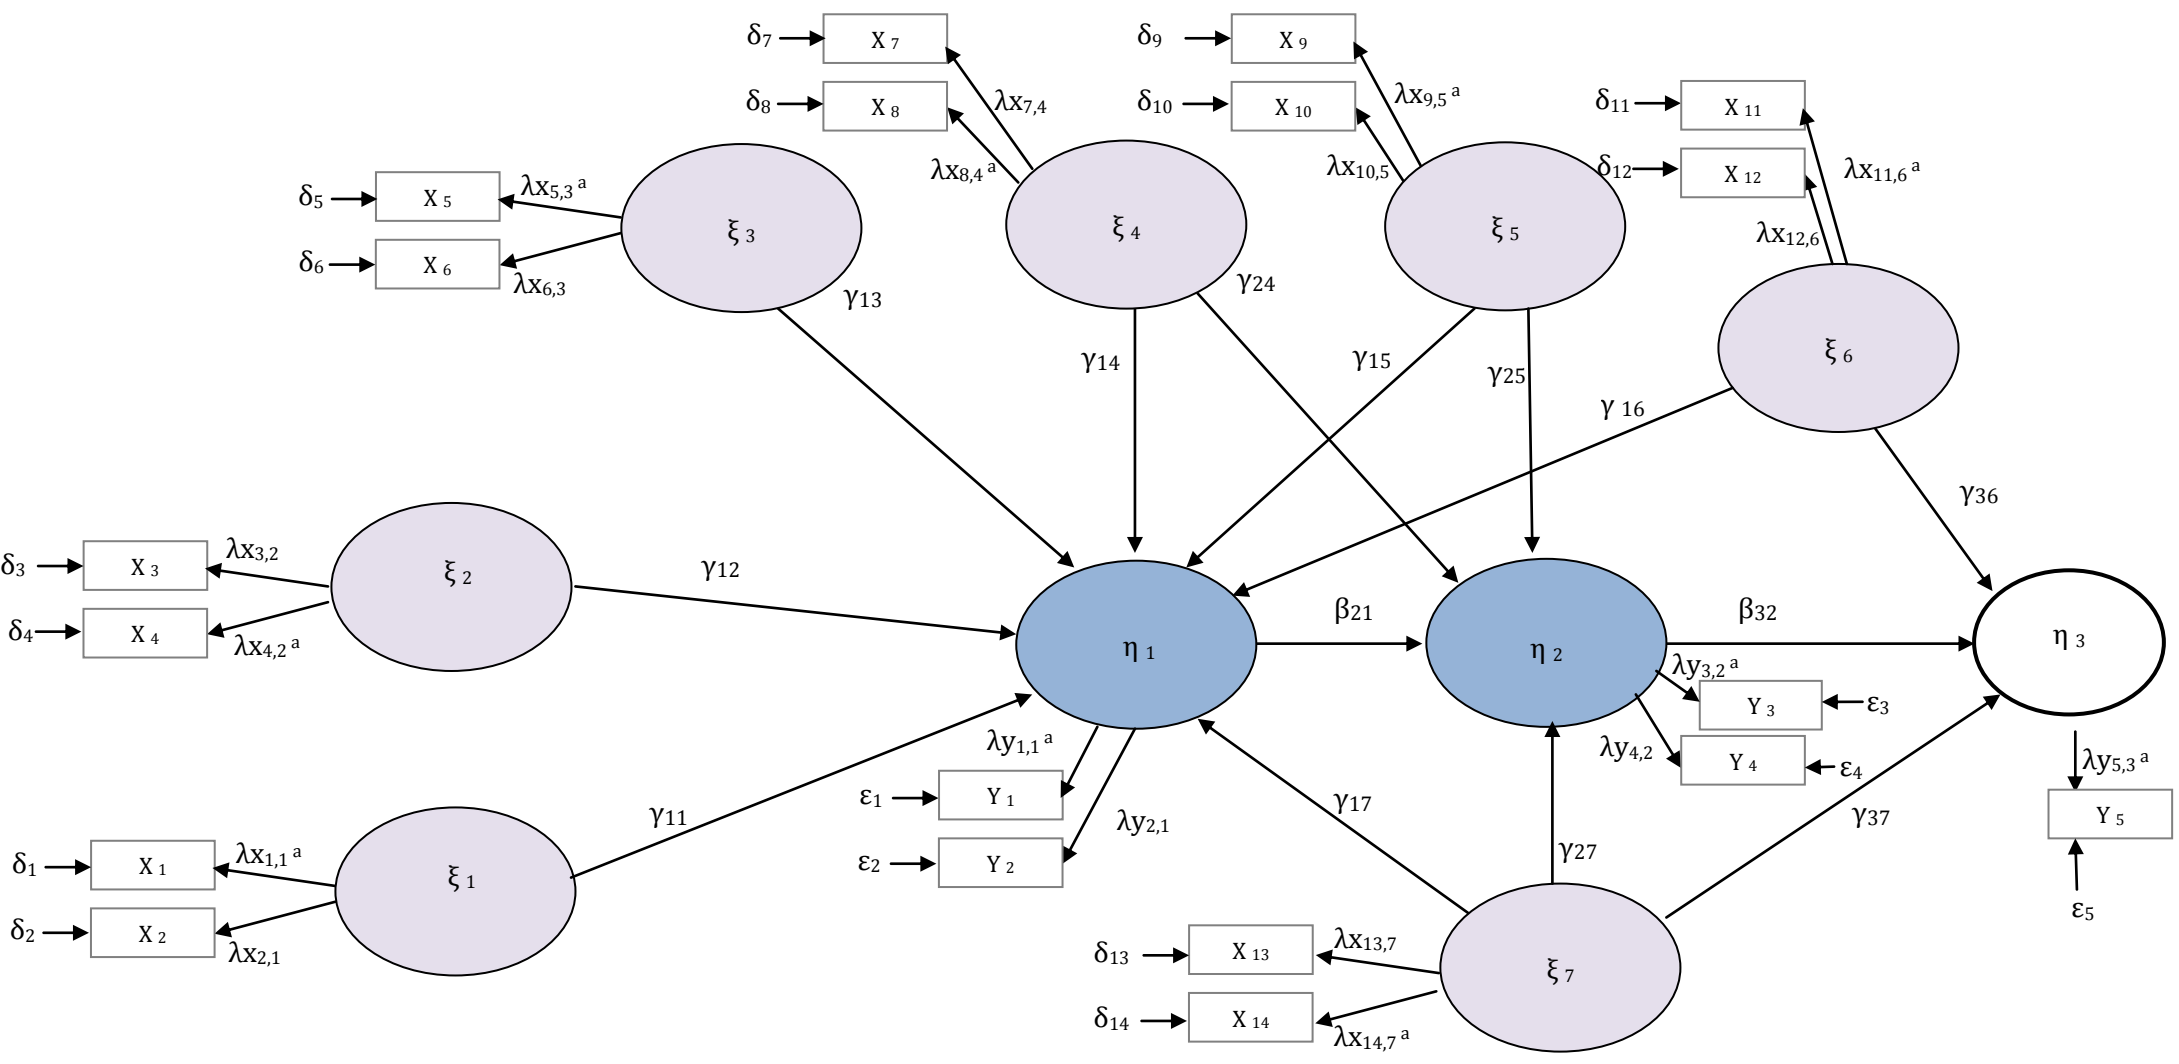 δ7
X 7
δ9
X 9
λx7,4
λx9,5 a
δ8
X 8
δ10
X 10
δ11
X 11
λx8,4 a
λx10,5
δ12
X 12
λx11,6 a
δ5
X 5
λx5,3 a
δ6
X 6
λx6,3
ξ 3
ξ 4
ξ 5
λx12,6
γ13
γ24
ξ 6
γ14
γ15
γ25
γ 16
γ36
δ3
X 3
λx3,2
ξ 2
γ12
δ4
X 4
λx4,2 a
η 1
β21
η 2
β32
η 3
λy3,2 a
Y 3
ε3
λy1,1 a
λy4,2
Y 4
ε4
λy5,3 a
ε1
Y 1
λy2,1
γ17
γ37
Y 5
γ11
ε2
Y 2
γ27
δ1
X 1
λx1,1 a
ξ 1
δ2
X 2
λx2,1
ε5
δ13
X 13
λx13,7
ξ 7
δ14
X 14
λx14,7 a